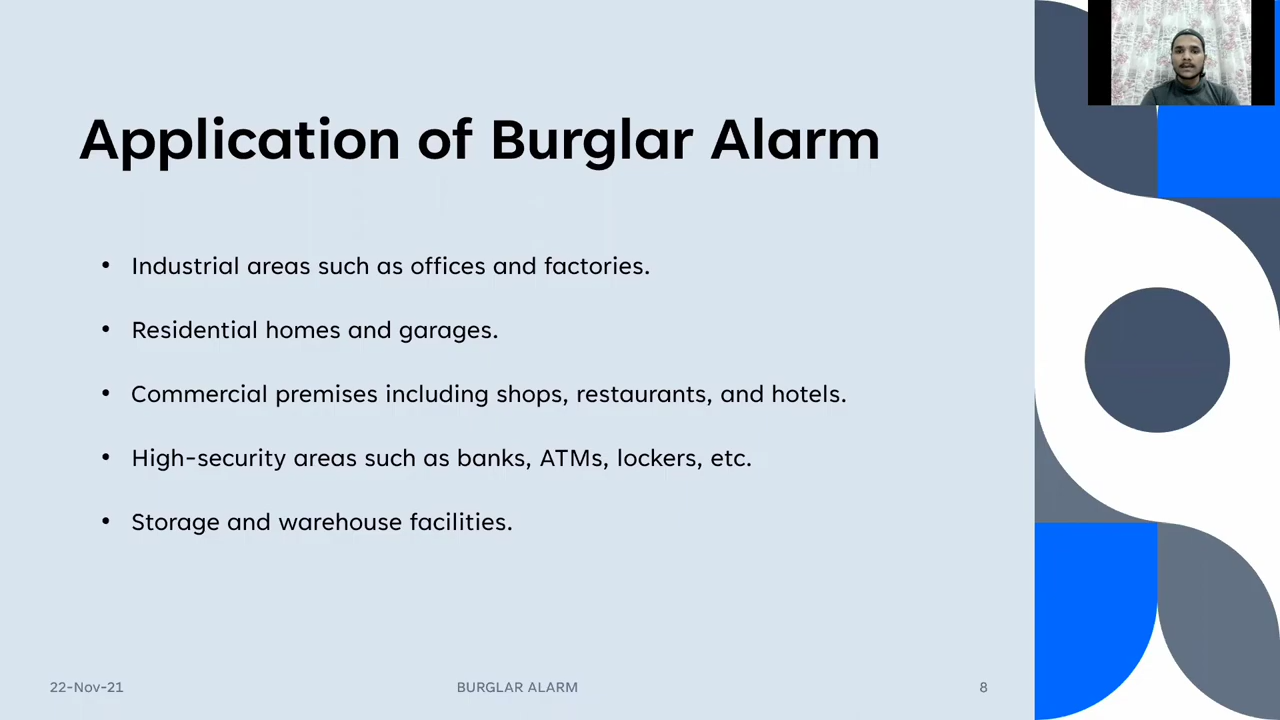 Application of Burglar Alarm
• Industrial areas such as offices and factories.
• Residential homes and garages.
• Commercial premises including shops, restaurants, and hotels.
• High-security areas such as banks, ATMs, lockers, etc.
• Storage and warehouse facilities.
22-Nov-21
BURGLAR ALARM
8